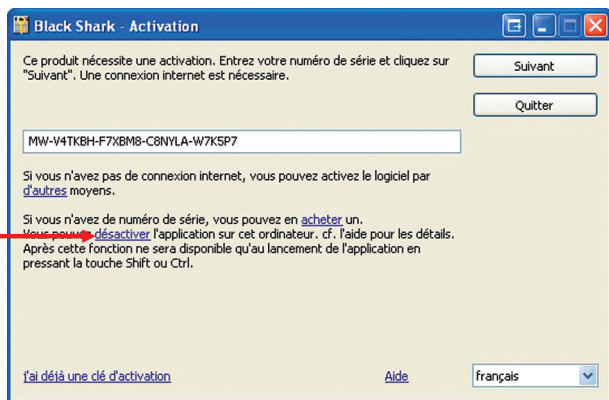 Black Shark - Activation
Ce produit nécessite une activation. Entrez votre numéro de série et cliquez sur
"Suivant". Une connexion internet est nécessaire.
Suivant
Quitter
MW-V4TKBH-F7XBM8-C8NYLA-W7K5P7
Si vous n'avez pas de connexion internet, vous pouvez activez le logiciel par
d'autres moyens.
Si vous n'avez de numéro de série, vous pouvez en acheter un.
Vous pouvez désactiver l'application sur cet ordinateur. cf. l'aide pour les détails.
Après cette fonction ne sera disponible qu'au lancement de l'application en
pressant la touche Shift ou Ctrl.
j'ai déjà une clé d'activation
Aide
français